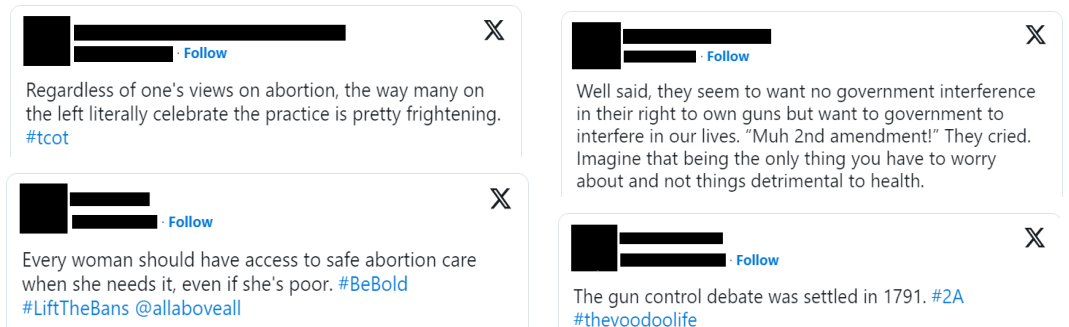 Follow
Regardless of one's views on abortion, the way many on
the left literally celebrate the practice is pretty frightening.
#tcot
Follow
Every woman should have access to safe abortion care
when she needs it, even if she's poor. #BeBold
#LiftTheBans @allaboveall
Follow
Well said, they seem to want no government interference
in their right to own guns but want to government to
interfere in our lives. “Muh 2nd amendment!” They cried.
Imagine that being the only thing you have to worry
about and not things detrimental to health.
Follow
The gun control debate was settled in 1791. #2A
#thevoodoolife